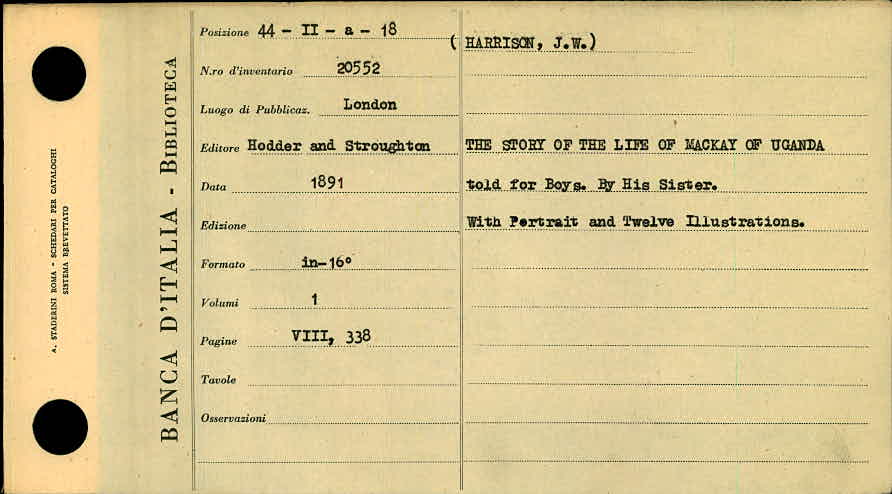 A. STADERINI ROMA - SCHEDARI PER CATALOGHI
SISTEMA BREVETTATO
BANCA D'ITALIA - BIBLIOTECA
Posizione 44 - II - a - 18
N.ro d'inventario 20552
Luogo di Pubblicaz. London
Editore Hodder and Stroughton
Data 1891
Edizione
Formato in-16°
Volumi 1
Pagine VIII, 338
Tavole
Osservazioni
( HARRISON, J.W.)
THE STORY OF THE LIFE OF MACKAY OF UGANDA
told for Boys. By His Sister.
With Portrait and Twelve Illustrations.